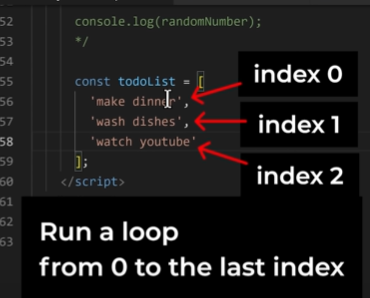 52 console.log(randomNumber);
53 */
54
55 const todoList = [
56 'make dinner',
57 'wash dishes',
58 'watch youtube'
59 ];
60 </script>
61
62
63
index 0
index 1
index 2
Run a loop
from 0 to the last index